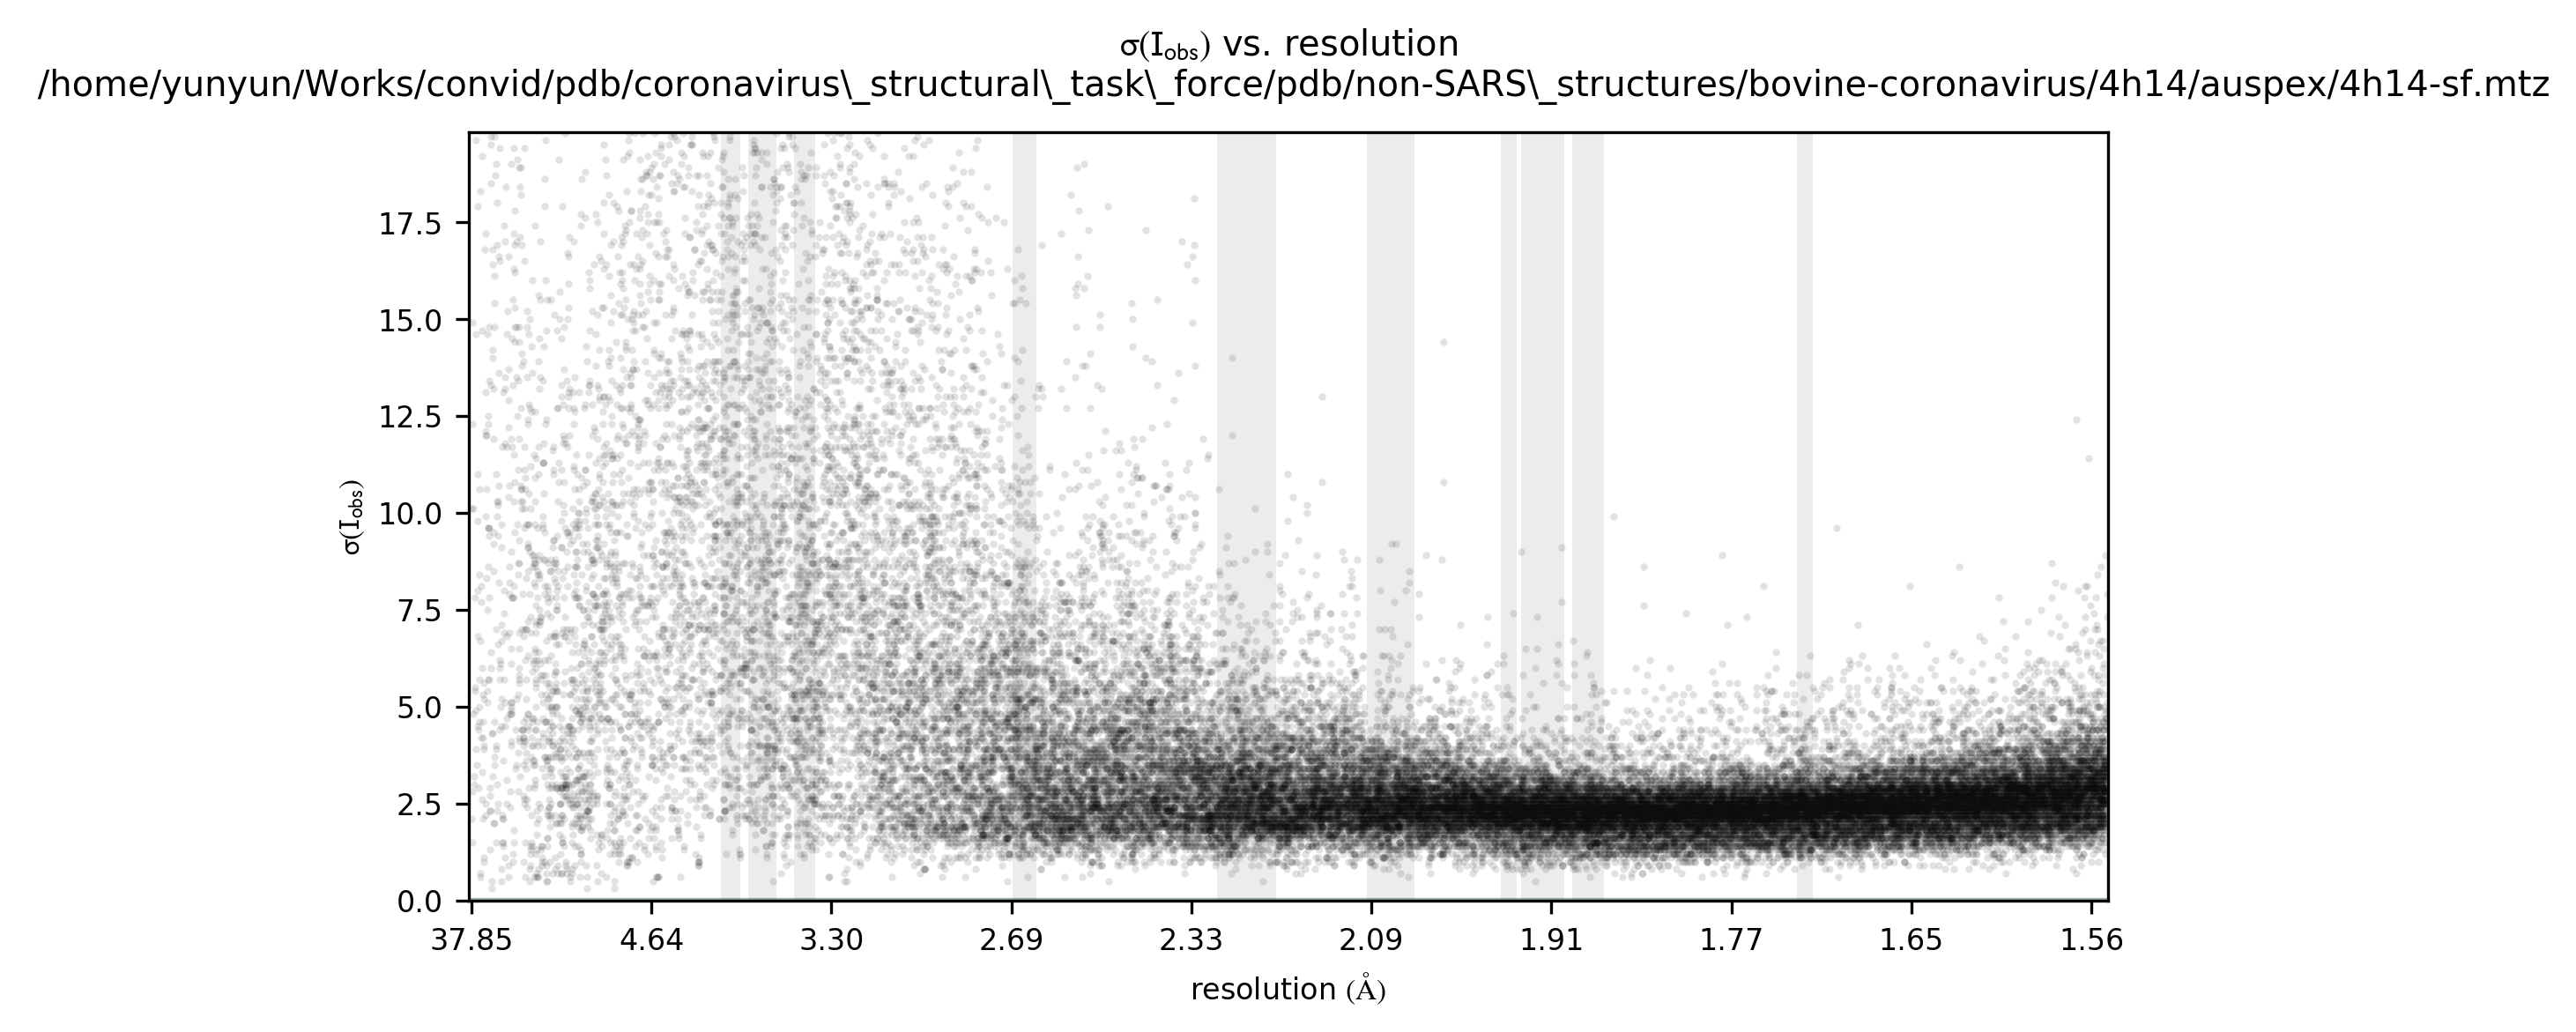 σ(I_obs) vs. resolution
/home/yunyun/Works/convid/pdb/coronavirus\_structural\_task\_force/pdb/non-SARS\_structures/bovine-coronavirus/4h14/auspex/4h14-sf.mtz
σ(I_obs)
17.5
15.0
12.5
10.0
7.5
5.0
2.5
0.0
37.85 4.64 3.30 2.69 2.33 2.09 1.91 1.77 1.65 1.56
resolution (Å)